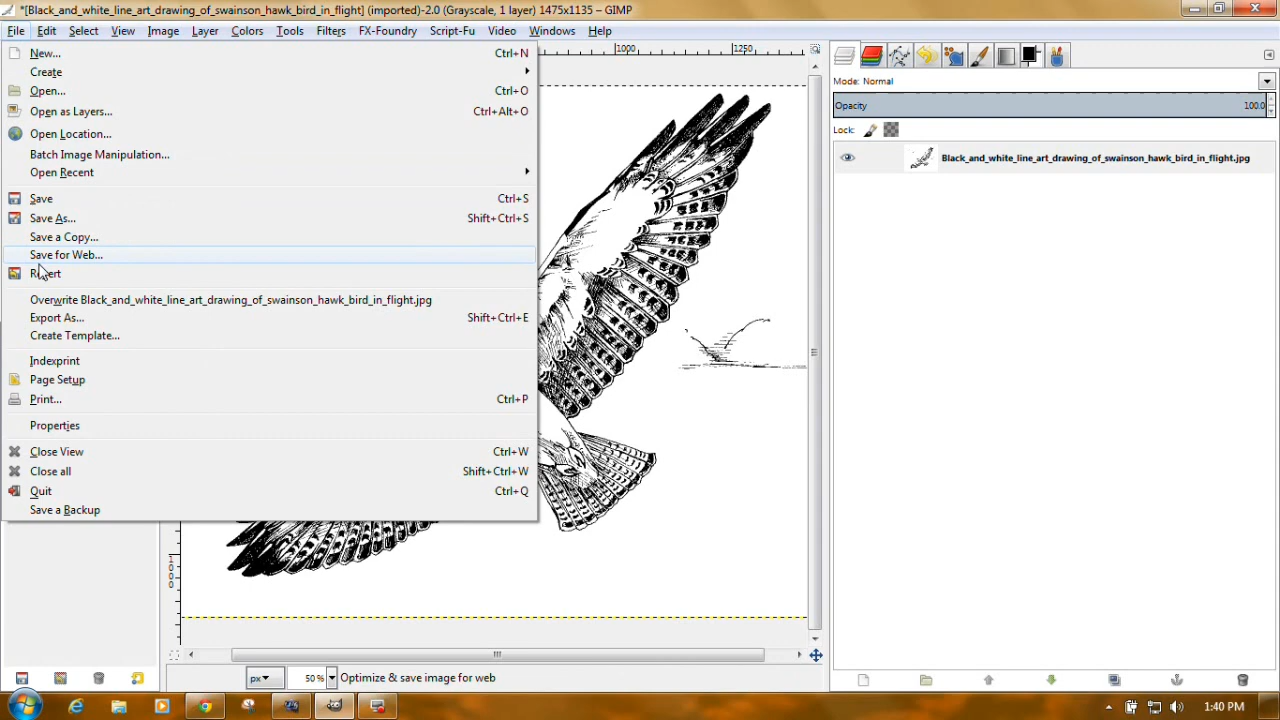 *[Black_and_white_line_art_drawing_of_swainson_hawk_bird_in_flight] (imported)-2.0 (Grayscale, 1 layer) 1475x1135 – GIMP
File Edit Select View Image Layer Colors Tools Filters FX-Foundry Script-Fu Video Windows Help
New... Ctrl+N
Create
Open... Ctrl+O
Open as Layers... Ctrl+Alt+O
Open Location...
Batch Image Manipulation...
Open Recent
Save Ctrl+S
Save As... Shift+Ctrl+S
Save a Copy...
Save for Web...
Revert
Overwrite Black_and_white_line_art_drawing_of_swainson_hawk_bird_in_flight.jpg
Export As... Shift+Ctrl+E
Create Template...
Indexprint
Page Setup
Print... Ctrl+P
Properties
Close View Ctrl+W
Close all Shift+Ctrl+W
Quit Ctrl+Q
Save a Backup
1000 1250
1000
px 50% Optimize & save image for web
Mode: Normal
Opacity 100.0
Lock:
Black_and_white_line_art_drawing_of_swainson_hawk_bird_in_flight.jpg
1:40 PM